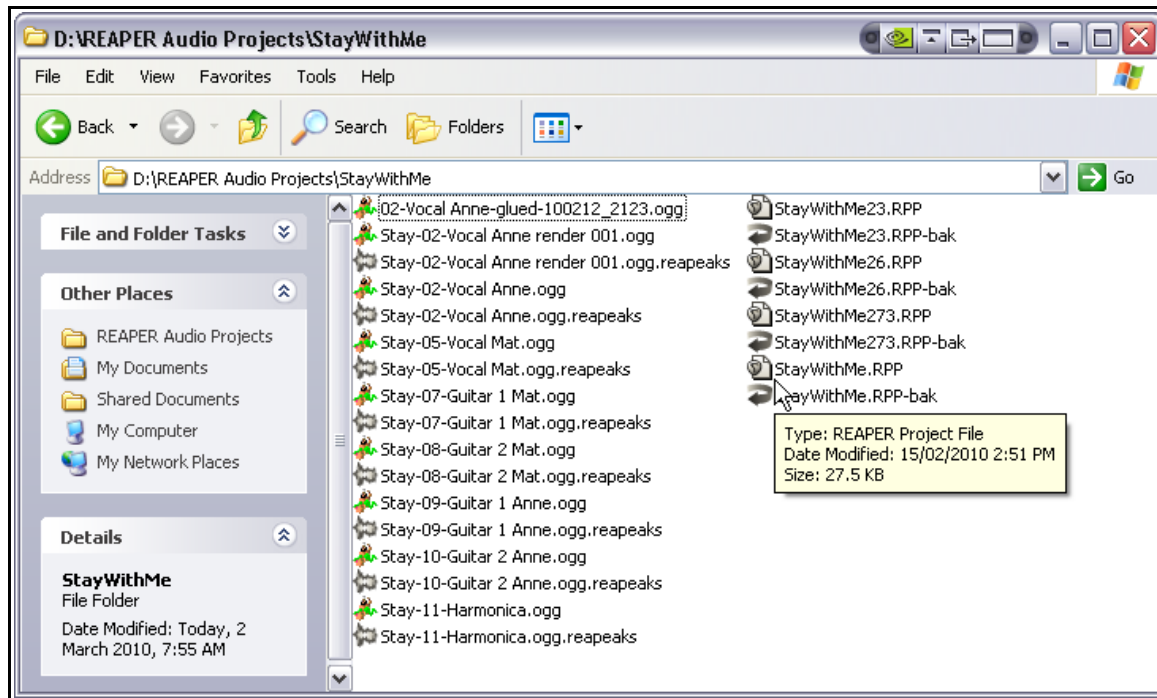 D:\REAPER Audio Projects\StayWithMe
File Edit View Favorites Tools Help
Back Search Folders
Address D:\REAPER Audio Projects\StayWithMe Go
File and Folder Tasks
Other Places
REAPER Audio Projects
My Documents
Shared Documents
My Computer
My Network Places
Details
StayWithMe
File Folder
Date Modified: Today, 2
March 2010, 7:55 AM
02-Vocal Anne-glued-100212_2123.ogg
Stay-02-Vocal Anne render 001.ogg
Stay-02-Vocal Anne render 001.ogg.reapeaks
Stay-02-Vocal Anne.ogg
Stay-02-Vocal Anne.ogg.reapeaks
Stay-05-Vocal Mat.ogg
Stay-05-Vocal Mat.ogg.reapeaks
Stay-07-Guitar 1 Mat.ogg
Stay-07-Guitar 1 Mat.ogg.reapeaks
Stay-08-Guitar 2 Mat.ogg
Stay-08-Guitar 2 Mat.ogg.reapeaks
Stay-09-Guitar 1 Anne.ogg
Stay-09-Guitar 1 Anne.ogg.reapeaks
Stay-10-Guitar 2 Anne.ogg
Stay-10-Guitar 2 Anne.ogg.reapeaks
Stay-11-Harmonica.ogg
Stay-11-Harmonica.ogg.reapeaks
StayWithMe23.RPP
StayWithMe23.RPP-bak
StayWithMe26.RPP
StayWithMe26.RPP-bak
StayWithMe273.RPP
StayWithMe273.RPP-bak
StayWithMe.RPP
StayWithMe.RPP-bak
Type: REAPER Project File
Date Modified: 15/02/2010 2:51 PM
Size: 27.5 KB